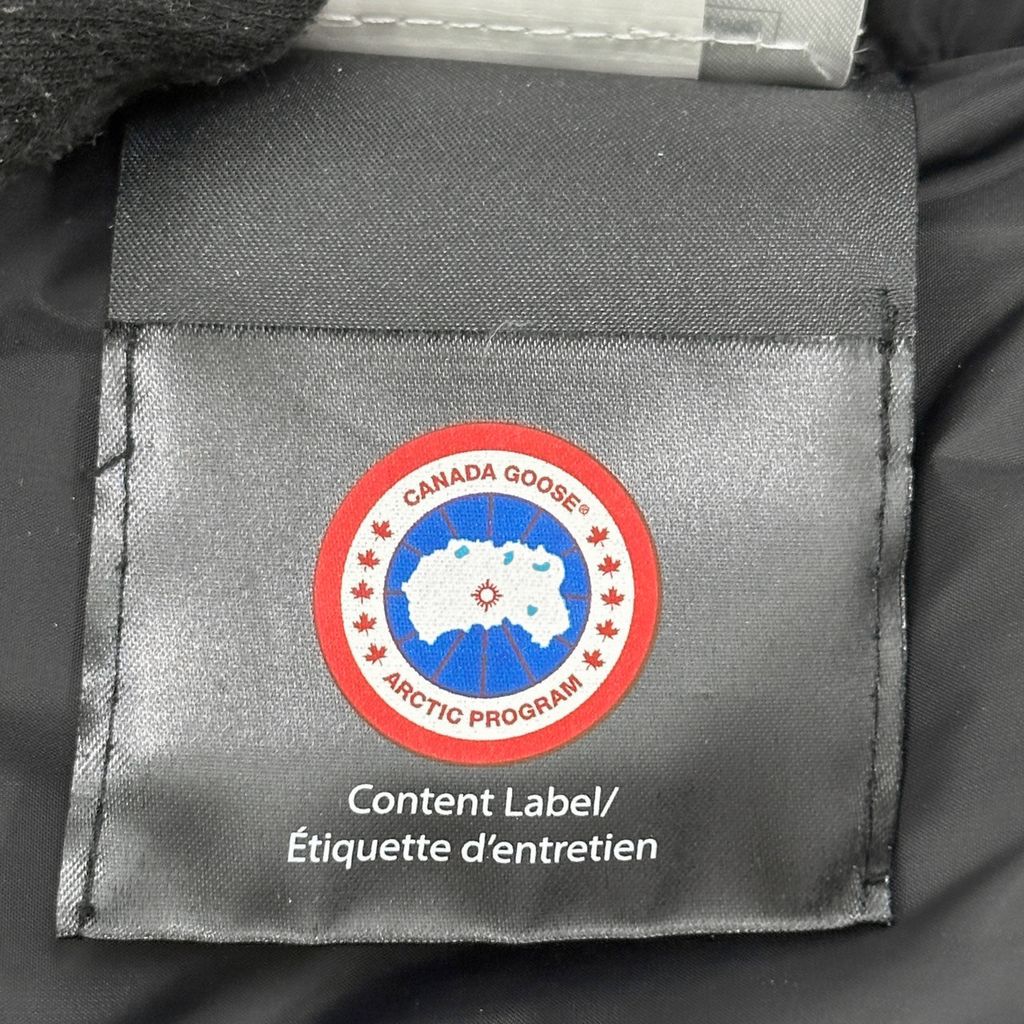 CANADA GOOSE®
ARCTIC PROGRAM
Content Label/
Étiquette d'entretien